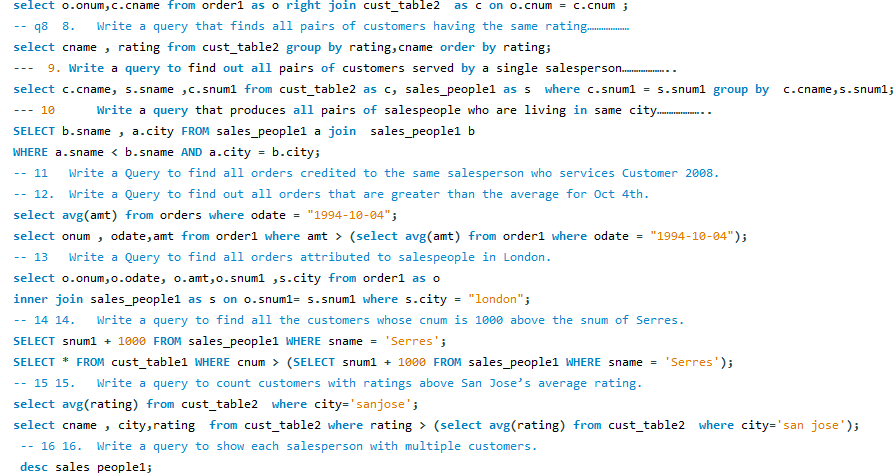 select o.onum,c.cname from order1 as o right join cust_table2  as c on o.cnum = c.cnum ;
-- q8  8.   Write a query that finds all pairs of customers having the same rating………………
select cname , rating from cust_table2 group by rating,cname order by rating;
---  9. Write a query to find out all pairs of customers served by a single salesperson………………..
select c.cname, s.sname ,c.snum1 from cust_table2 as c, sales_people1 as s  where c.snum1 = s.snum1 group by  c.cname,s.snum1;
--- 10      Write a query that produces all pairs of salespeople who are living in same city………………..
SELECT b.sname , a.city FROM sales_people1 a join  sales_people1 b
WHERE a.sname < b.sname AND a.city = b.city;
-- 11   Write a Query to find all orders credited to the same salesperson who services Customer 2008.
-- 12.  Write a Query to find out all orders that are greater than the average for Oct 4th.
select avg(amt) from orders where odate = "1994-10-04";
select onum , odate,amt from order1 where amt > (select avg(amt) from order1 where odate = "1994-10-04");
-- 13   Write a Query to find all orders attributed to salespeople in London.
select o.onum,o.odate, o.amt,o.snum1 ,s.city from order1 as o
inner join sales_people1 as s on o.snum1= s.snum1 where s.city = "london";
-- 14 14.   Write a query to find all the customers whose cnum is 1000 above the snum of Serres.
SELECT snum1 + 1000 FROM sales_people1 WHERE sname = 'Serres';
SELECT * FROM cust_table1 WHERE cnum > (SELECT snum1 + 1000 FROM sales_people1 WHERE sname = 'Serres');
-- 15 15.   Write a query to count customers with ratings above San Jose’s average rating.
select avg(rating) from cust_table2  where city='sanjose';
select cname , city,rating  from cust_table2 where rating > (select avg(rating) from cust_table2  where city='san jose');
-- 16 16.  Write a query to show each salesperson with multiple customers.
desc sales_people1;